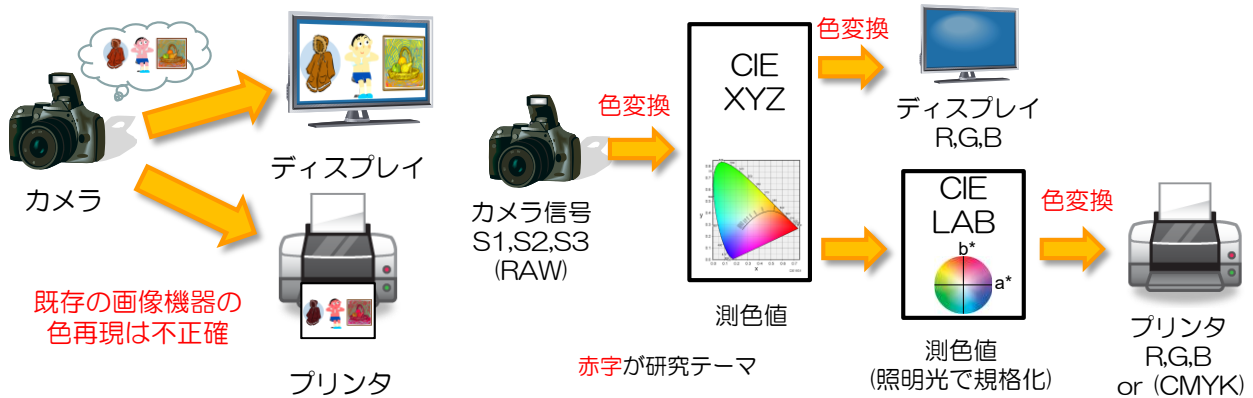 カメラ
ディスプレイ
既存の画像機器の
色再現は不正確
プリンタ
カメラ信号
S1,S2,S3
(RAW)
色変換
CIE
XYZ
y
x
測色値
色変換
ディスプレイ
R,G,B
CIE
LAB
b*
a*
測色値
(照明光で規格化)
色変換
プリンタ
R,G,B
or (CMYK)
赤字が研究テーマ